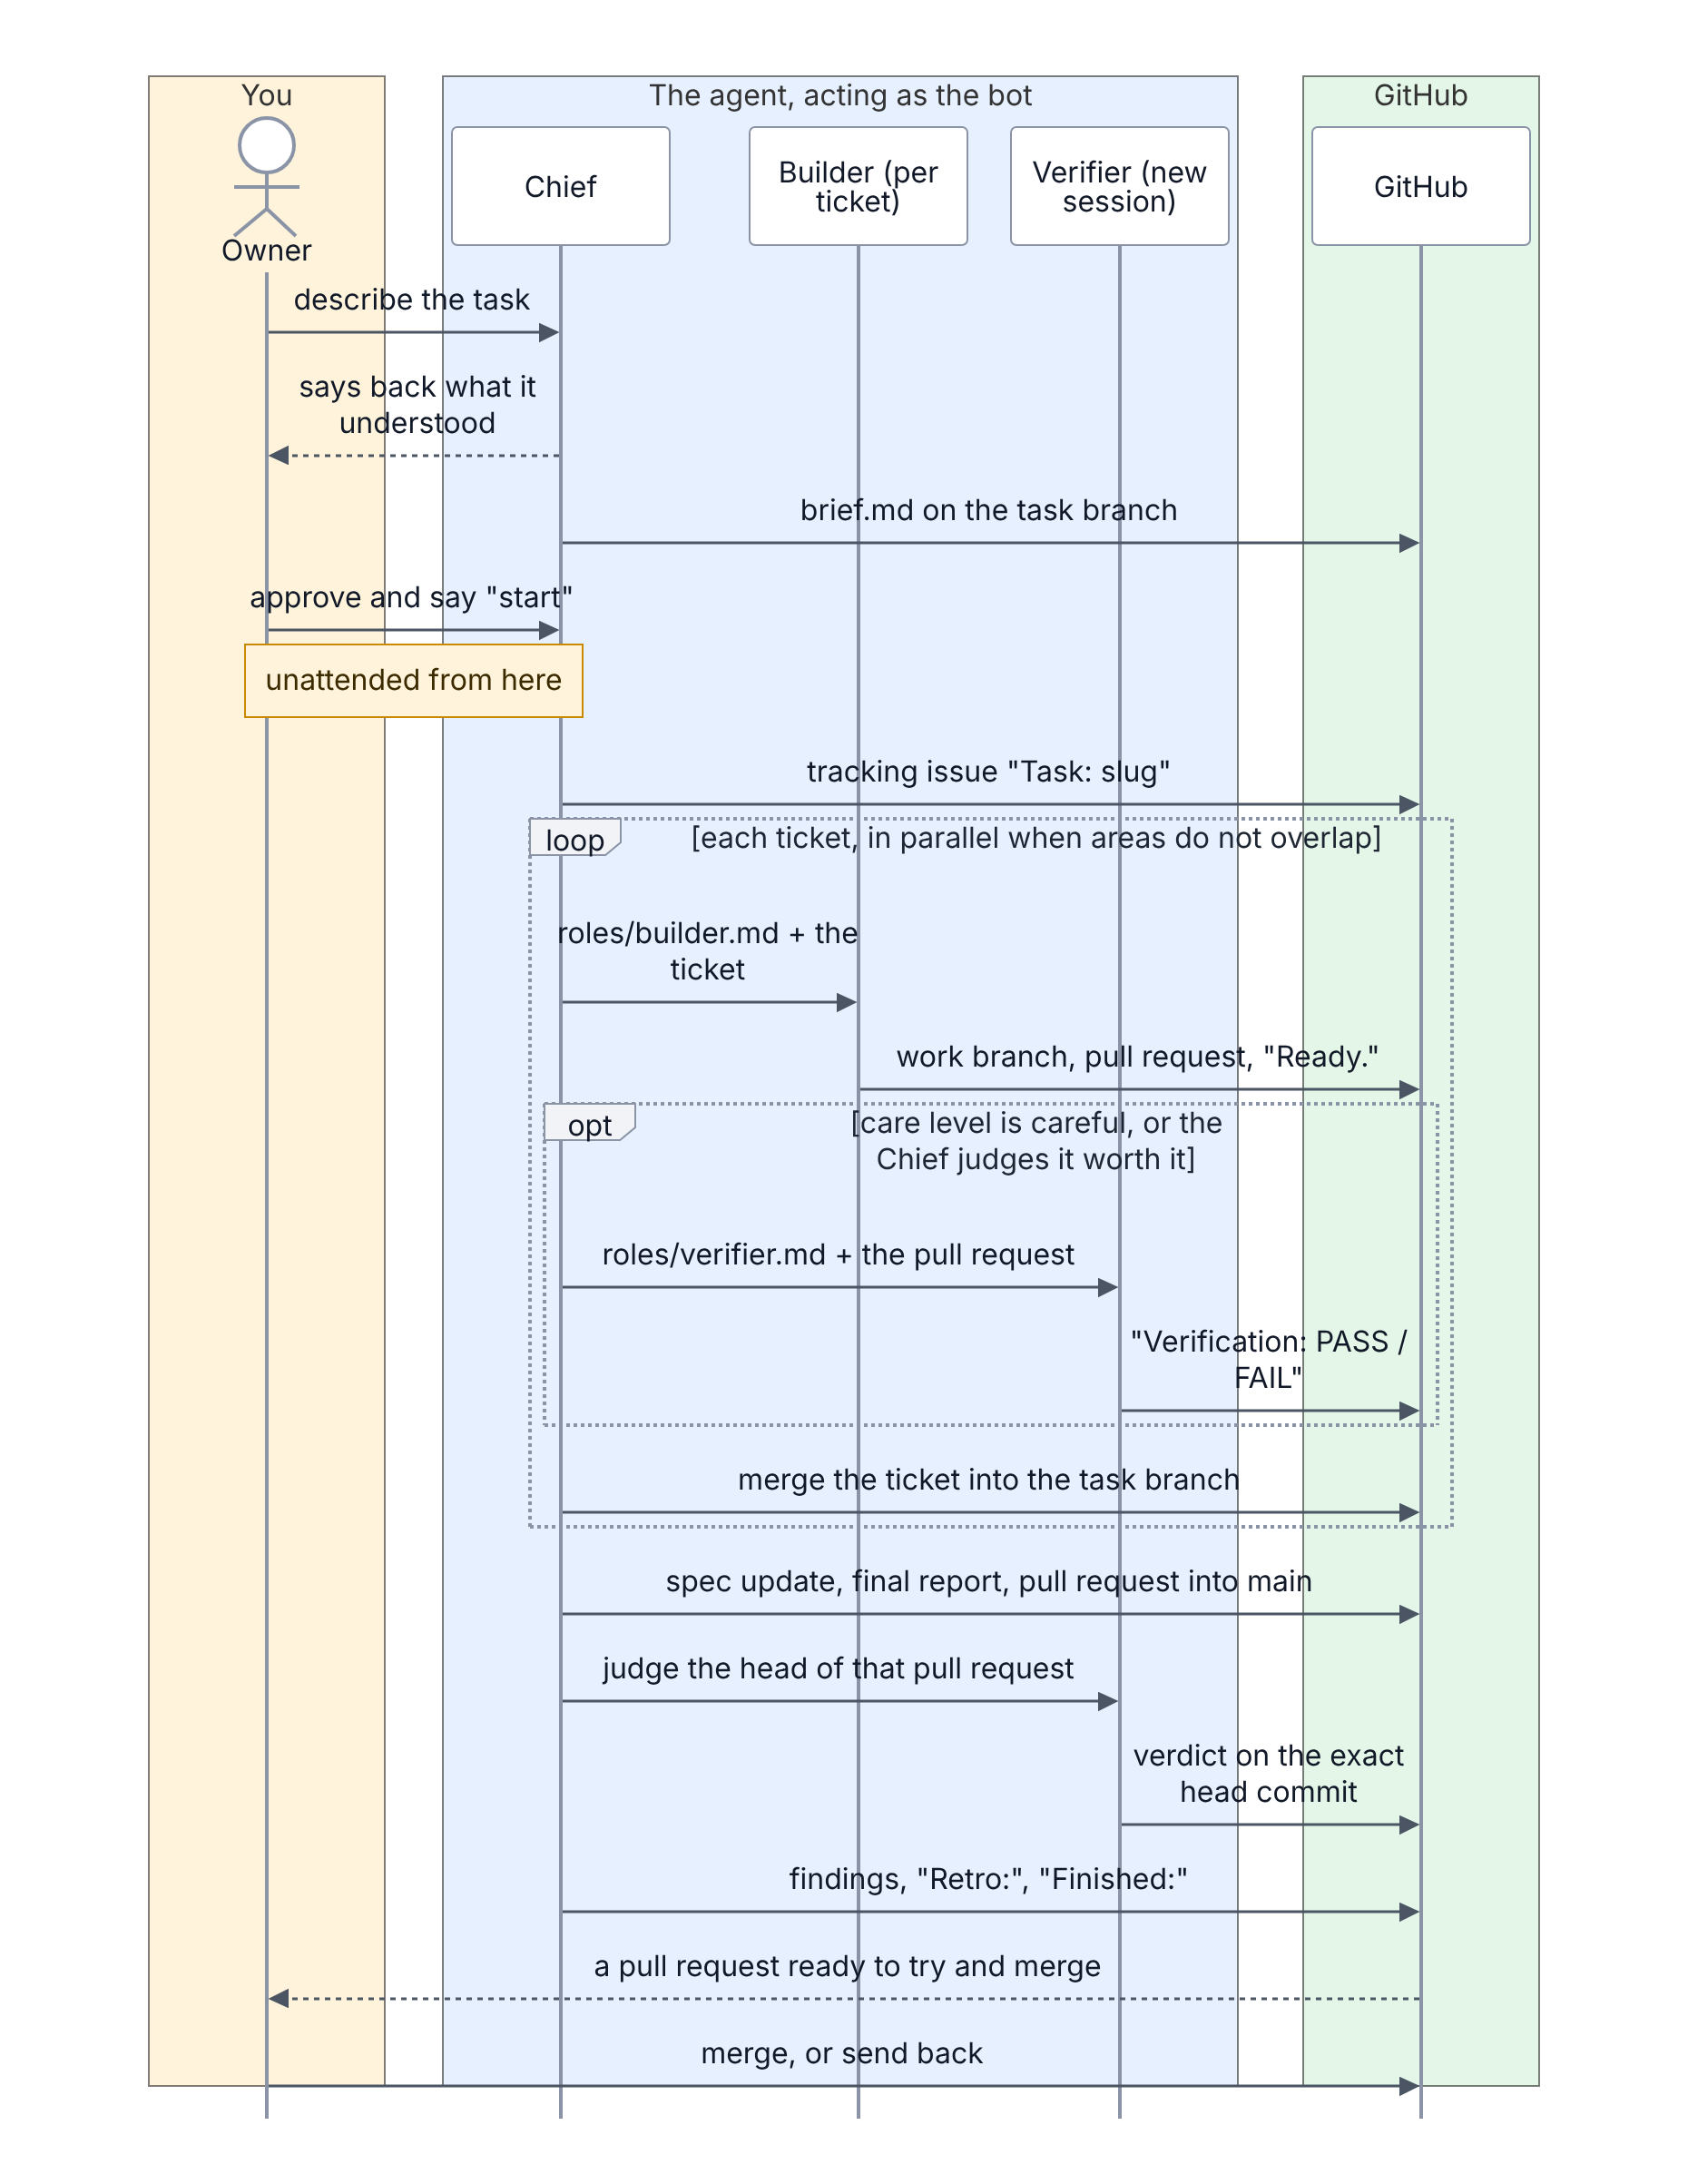 You
The agent, acting as the bot
GitHub
Owner
Chief
Builder (per
ticket)
Verifier (new
session)
GitHub
describe the task
says back what it
understood
brief.md on the task branch
approve and say "start"
unattended from here
tracking issue "Task: slug"
loop
[each ticket, in parallel when areas do not overlap]
roles/builder.md + the
ticket
work branch, pull request, "Ready."
opt
[care level is careful, or the
Chief judges it worth it]
roles/verifier.md + the pull request
"Verification: PASS /
FAIL"
merge the ticket into the task branch
spec update, final report, pull request into main
judge the head of that pull request
verdict on the exact
head commit
findings, "Retro:", "Finished:"
a pull request ready to try and merge
merge, or send back